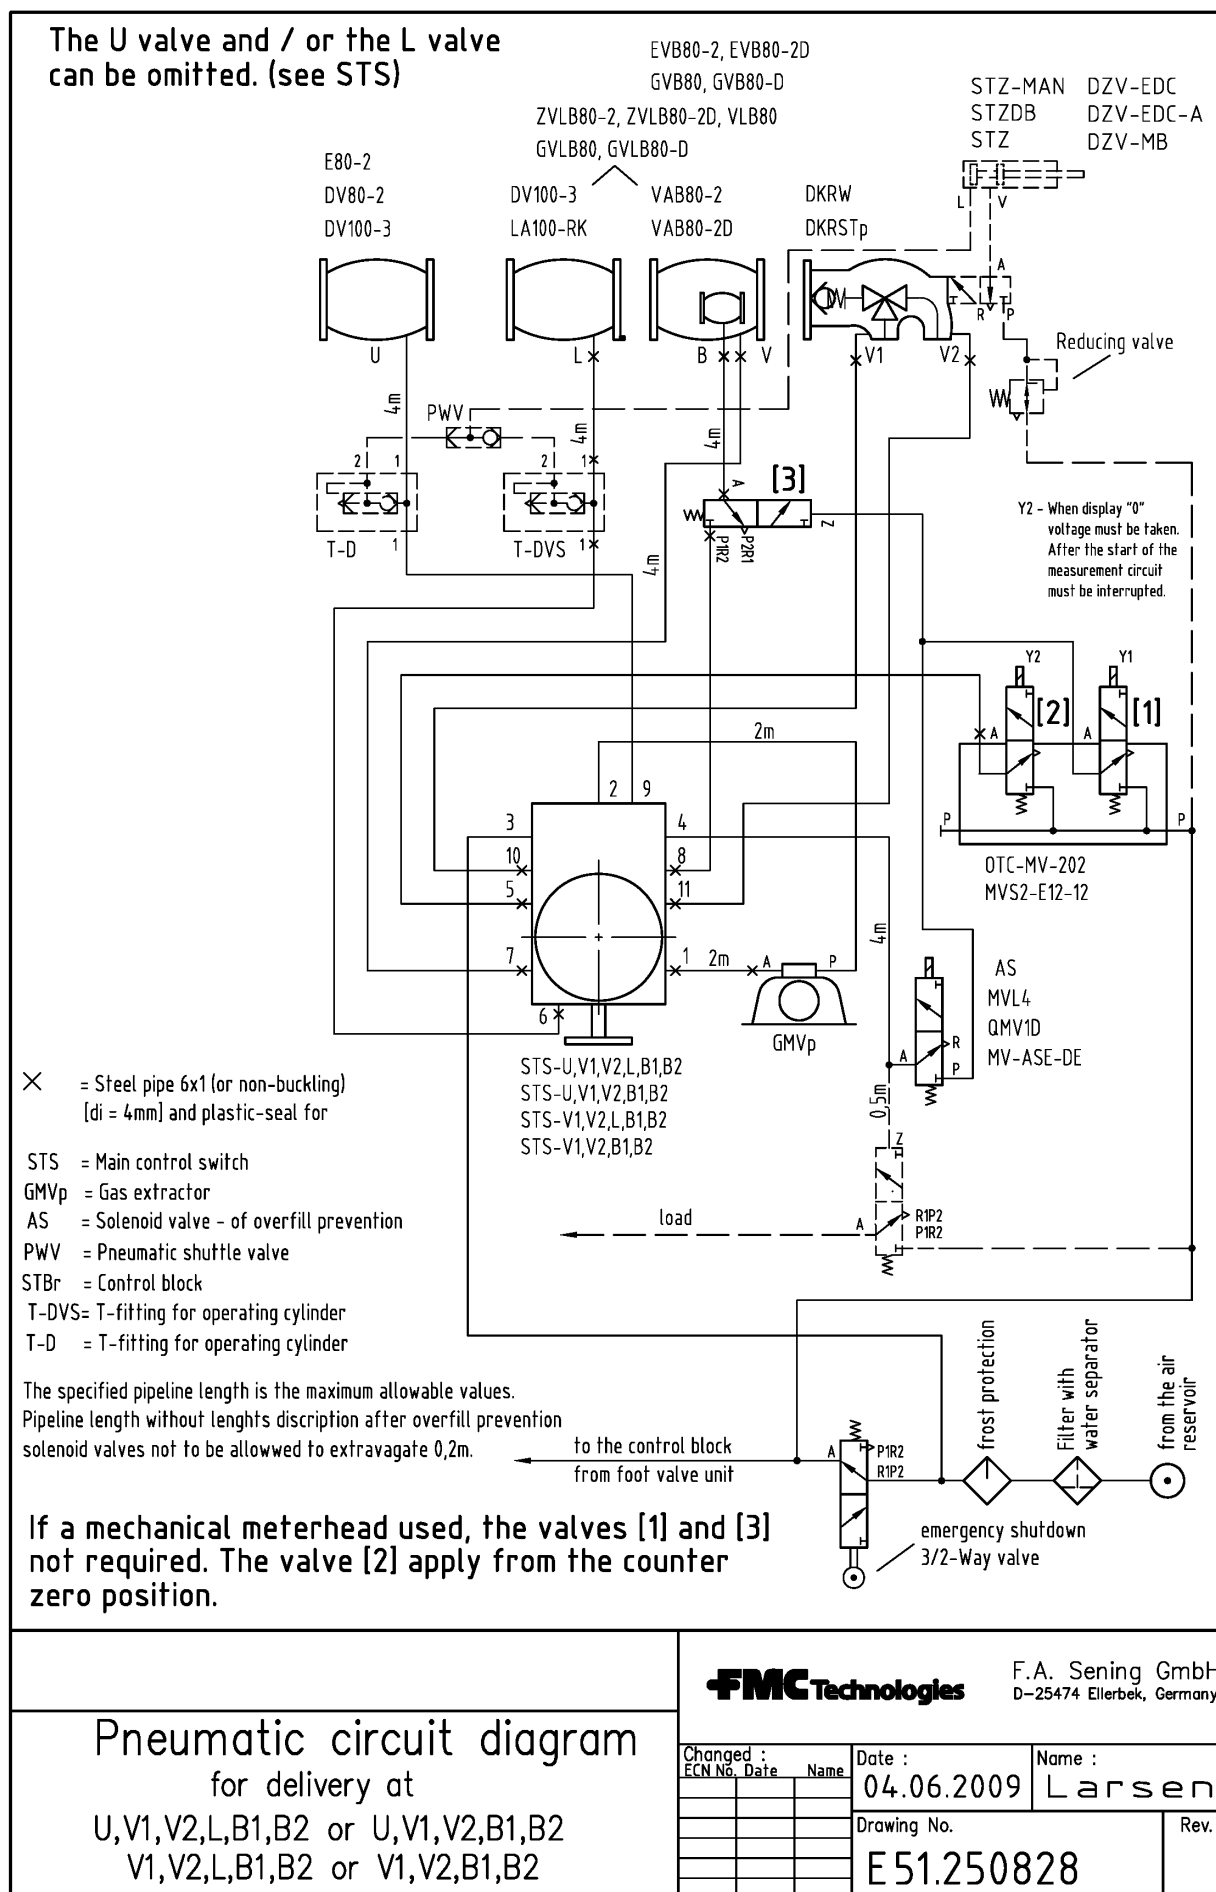 The U valve and / or the L valve
can be omitted. (see STS)
EVB80-2, EVB80-2D
GVB80, GVB80-D
ZVLB80-2, ZVLB80-2D, VLB80
GVLB80, GVLB80-D
STZ-MAN DZV-EDC
STZDB DZV-EDC-A
STZ DZV-MB
E80-2
DV80-2
DV100-3
DV100-3
LA100-RK
VAB80-2
VAB80-2D
DKRW
DKRSTp
L V
A
R P
U
L
B V
V1 V2
Reducing valve
4m
PWV
4m
4m
2 1
2 1
[3]
A
Z
P1R2
P2R1
T-D 1
T-DVS 1
4m
Y2 - When display "0"
voltage must be taken.
After the start of the
measurement circuit
must be interrupted.
Y2 Y1
[2] [1]
A A
P P
OTC-MV-202
MVS2-E12-12
2m
2 9
3 4
10 8
5 11
7 1
6
2m A P
GMVp
4m
AS
MVL4
QMV1D
MV-ASE-DE
R
A
P
0,5m
STS-U,V1,V2,L,B1,B2
STS-U,V1,V2,B1,B2
STS-V1,V2,L,B1,B2
STS-V1,V2,B1,B2
Z
load
A
R1P2
P1R2
× = Steel pipe 6x1 (or non-buckling)
[di = 4mm] and plastic-seal for
STS = Main control switch
GMVp = Gas extractor
AS = Solenoid valve - of overfill prevention
PWV = Pneumatic shuttle valve
STBr = Control block
T-DVS= T-fitting for operating cylinder
T-D = T-fitting for operating cylinder
The specified pipeline length is the maximum allowable values.
Pipeline length without lenghts discription after overfill prevention
solenoid valves not to be allowwed to extravagate 0,2m.
frost protection
Filter with
water separator
from the air
reservoir
to the control block
from foot valve unit
A
P1R2
R1P2
emergency shutdown
3/2-Way valve
If a mechanical meterhead used, the valves [1] and [3]
not required. The valve [2] apply from the counter
zero position.
FMC Technologies
F.A. Sening GmbH
D-25474 Ellerbek, Germany
Pneumatic circuit diagram
for delivery at
U,V1,V2,L,B1,B2 or U,V1,V2,B1,B2
V1,V2,L,B1,B2 or V1,V2,B1,B2
Changed :
ECN No. Date Name
Date :
04.06.2009
Name :
Larsen
Drawing No.
E51.250828
Rev.